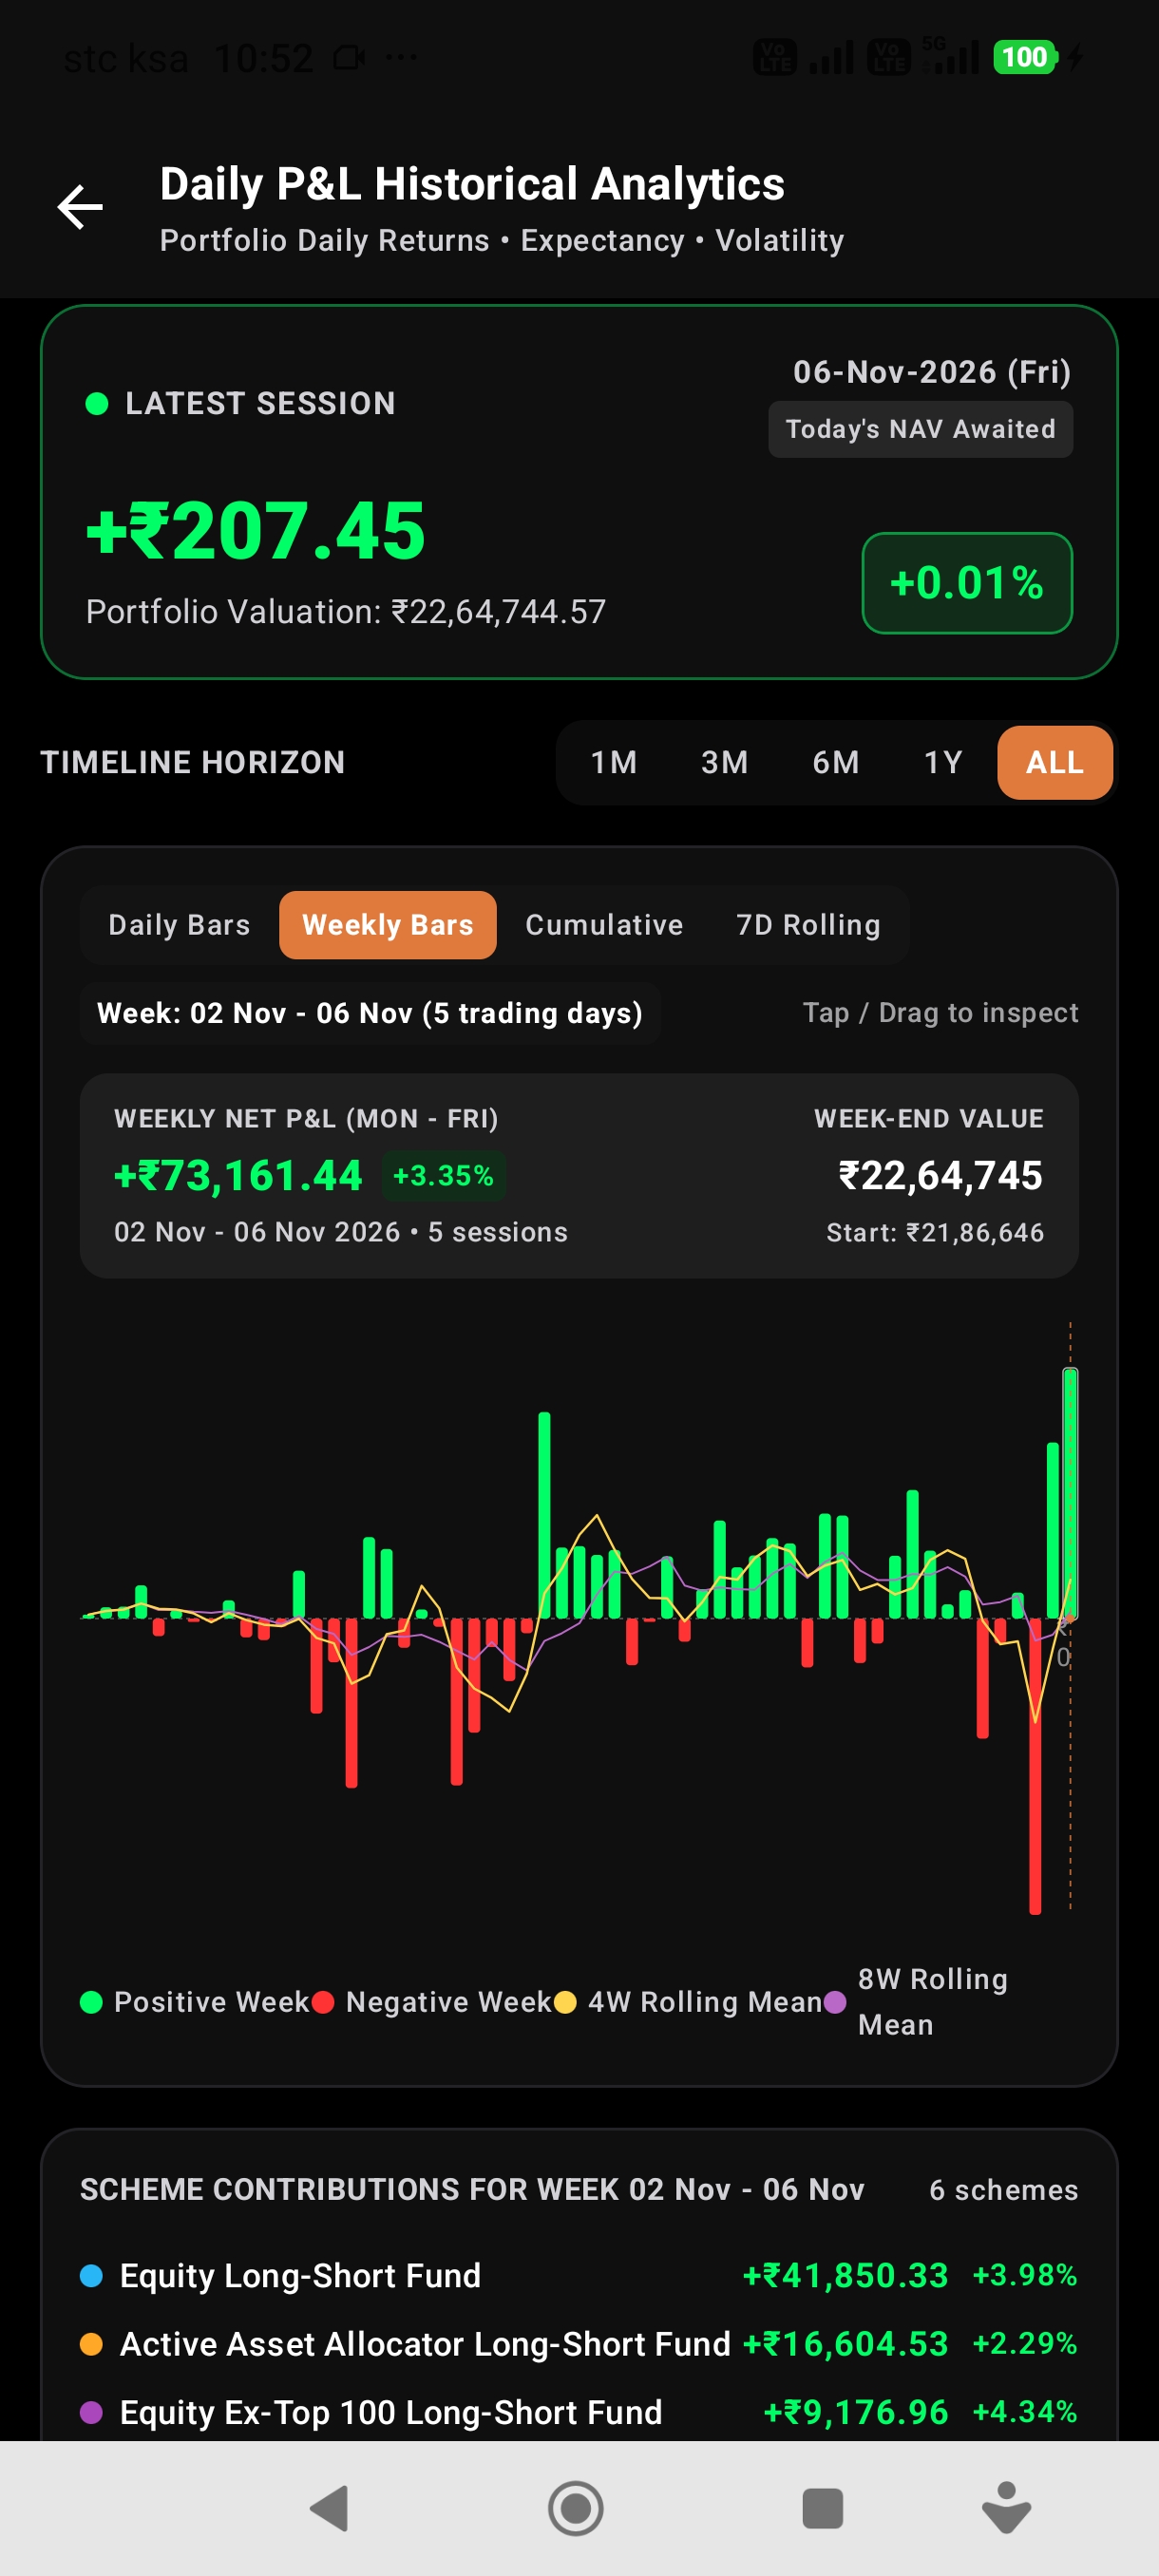 stc ksa 10:52 ...
Vo LTE Vo LTE 5G 100
Daily P&L Historical Analytics
Portfolio Daily Returns • Expectancy • Volatility
LATEST SESSION
06-Nov-2026 (Fri)
Today's NAV Awaited
+₹207.45
+0.01%
Portfolio Valuation: ₹22,64,744.57
TIMELINE HORIZON
1M 3M 6M 1Y ALL
Daily Bars Weekly Bars Cumulative 7D Rolling
Week: 02 Nov - 06 Nov (5 trading days)
Tap / Drag to inspect
WEEKLY NET P&L (MON - FRI)
WEEK-END VALUE
+₹73,161.44 +3.35%
₹22,64,745
02 Nov - 06 Nov 2026 • 5 sessions
Start: ₹21,86,646
0
Positive Week Negative Week 4W Rolling Mean 8W Rolling
Mean
SCHEME CONTRIBUTIONS FOR WEEK 02 Nov - 06 Nov 6 schemes
Equity Long-Short Fund +₹41,850.33 +3.98%
Active Asset Allocator Long-Short Fund +₹16,604.53 +2.29%
Equity Ex-Top 100 Long-Short Fund +₹9,176.96 +4.34%